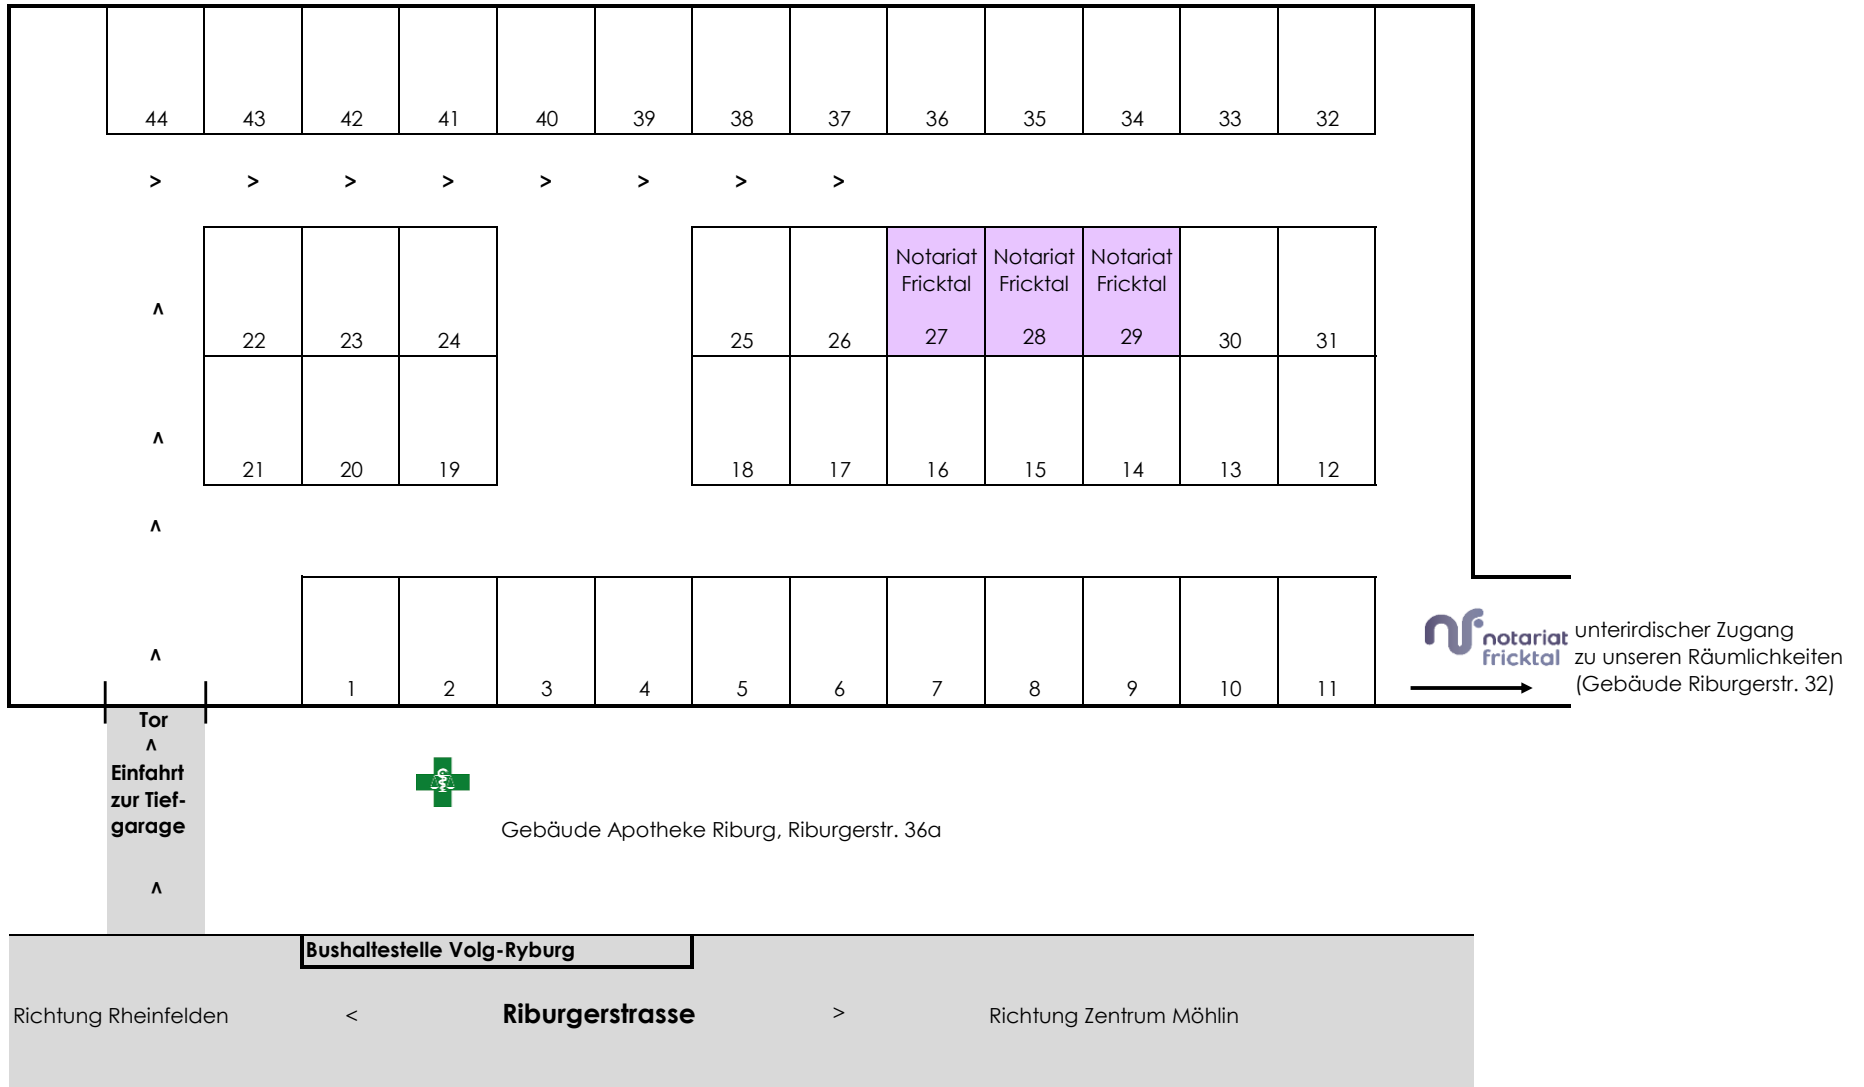 44 43 42 41 40 39 38 37 36 35 34 33 32
> > > > > > > >
Notariat Fricktal Notariat Fricktal Notariat Fricktal
^
22 23 24 25 26 27 28 29 30 31
^
21 20 19 18 17 16 15 14 13 12
^
^
1 2 3 4 5 6 7 8 9 10 11
nf notariat fricktal
unterirdischer Zugang
zu unseren Räumlichkeiten
(Gebäude Riburgerstr. 32)
Tor
^
Einfahrt
zur Tief-
garage
^
Gebäude Apotheke Riburg, Riburgerstr. 36a
Bushaltestelle Volg-Ryburg
Richtung Rheinfelden < Riburgerstrasse > Richtung Zentrum Möhlin